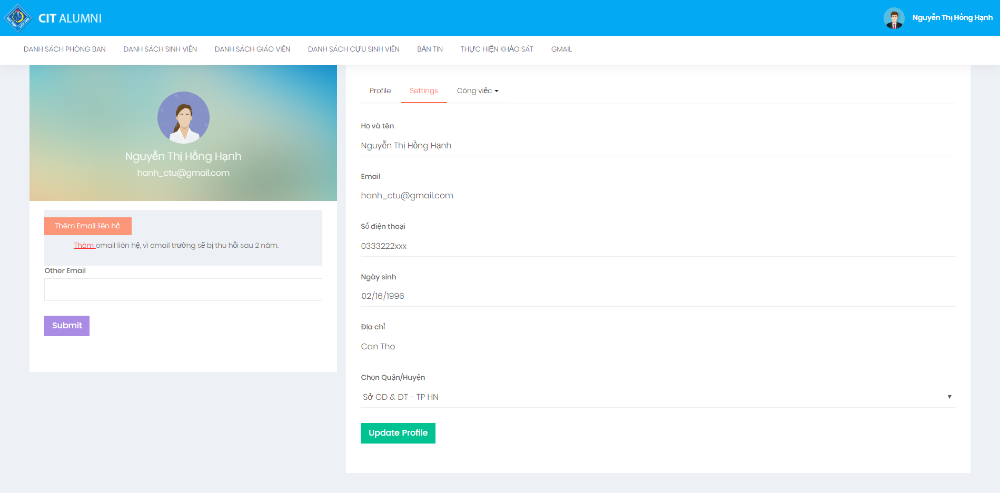 CIT ALUMNI
Nguyễn Thị Hồng Hạnh
DANH SÁCH PHÒNG BAN DANH SÁCH SINH VIÊN DANH SÁCH GIÁO VIÊN DANH SÁCH CỰU SINH VIÊN BẢN TIN THỰC HIỆN KHẢO SÁT GMAIL
Nguyễn Thị Hồng Hạnh
hanh_ctu@gmail.com
Thêm Email liên hệ
Thêm email liên hệ, vì email trường sẽ bị thu hồi sau 2 năm.
Other Email
Submit
Profile Settings Công việc
Họ và tên
Nguyễn Thị Hồng Hạnh
Email
hanh_ctu@gmail.com
Số điện thoại
0333222xxx
Ngày sinh
02/16/1996
Địa chỉ
Can Tho
Chọn Quận/Huyện
Sở GD & ĐT - TP HN
Update Profile